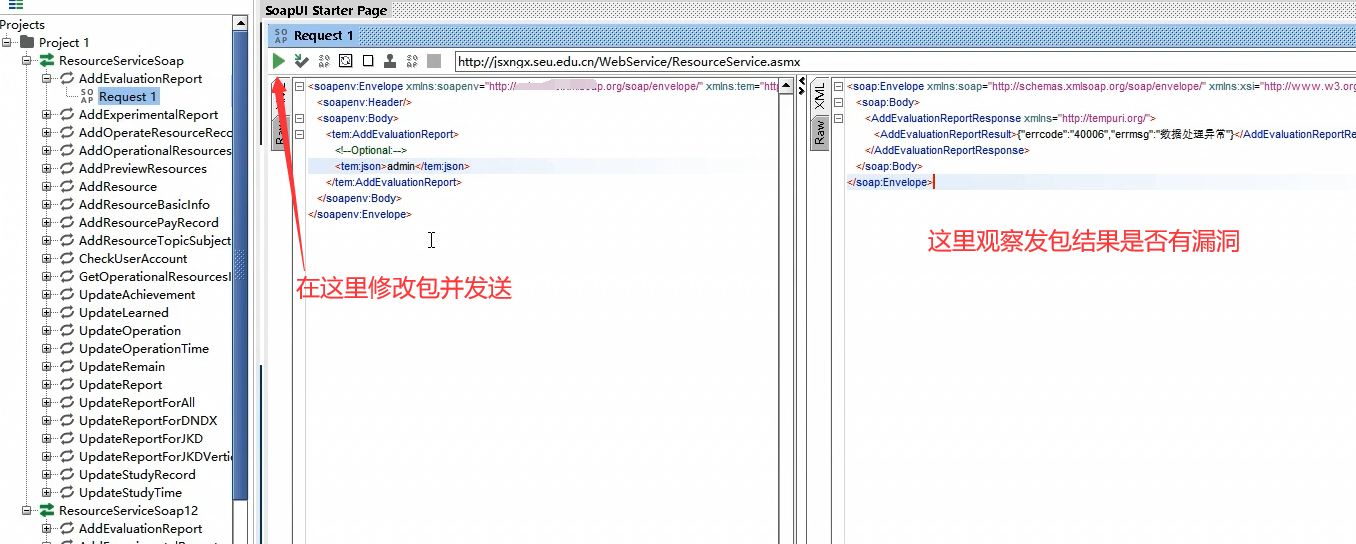 SoapUI Starter Page
Projects
Project 1
ResourceServiceSoap
AddEvaluationReport
Request 1
AddExperimentalReport
AddOperateResourceReco
AddOperationalResources
AddPreviewResources
AddResource
AddResourceBasicInfo
AddResourcePayRecord
AddResourceTopicSubject
CheckUserAccount
GetOperationalResourcesI
UpdateAchievement
UpdateLearned
UpdateOperation
UpdateOperationTime
UpdateRemain
UpdateReport
UpdateReportForAll
UpdateReportForDNDX
UpdateReportForJKD
UpdateReportForJKDVertic
UpdateStudyRecord
UpdateStudyTime
ResourceServiceSoap12
AddEvaluationReport
Request 1
http://jsxngx.seu.edu.cn/WebService/ResourceService.asmx
XML
Raw
<soapenv:Envelope xmlns:soapenv="http:/ .org/soap/envelope/" xmlns:tem="http
<soapenv:Header/>
<soapenv:Body>
<tem:AddEvaluationReport>
<!--Optional:-->
<tem:json>admin</tem:json>
</tem:AddEvaluationReport>
</soapenv:Body>
</soapenv:Envelope>
在这里修改包并发送
XML
Raw
<soap:Envelope xmlns:soap="http://schemas.xmlsoap.org/soap/envelope/" xmlns:xsi="http://www.w3.org
<soap:Body>
<AddEvaluationReportResponse xmlns="http://tempuri.org/">
<AddEvaluationReportResult>{"errcode":"40006","errmsg":"数据处理异常"}</AddEvaluationReportRe
</AddEvaluationReportResponse>
</soap:Body>
</soap:Envelope>
这里观察发包结果是否有漏洞